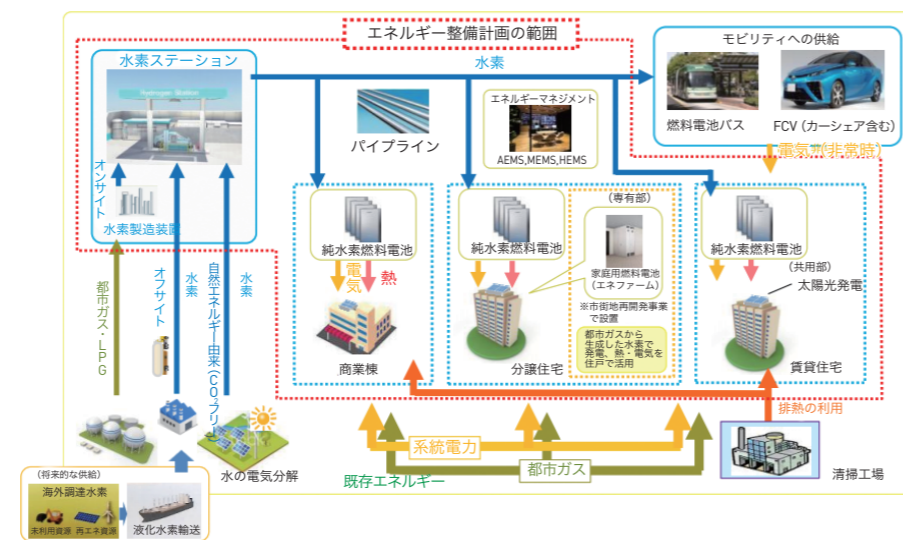 エネルギー整備計画の範囲
水素ステーション
Hydrogen Station
水素
モビリティへの供給
燃料電池バス
FCV（カーシェア含む）
電気（非常時）
パイプライン
エネルギーマネジメント
AEMS,MEMS,HEMS
オンサイト
水素製造装置
純水素燃料電池
電気
熱
商業棟
純水素燃料電池
分譲住宅
（専有部）
家庭用燃料電池
（エネファーム）
※市街地再開発事業
で設置
都市ガスから
生成した水素で
発電、熱・電気を
住戸で活用
純水素燃料電池
（共用部）
太陽光発電
賃貸住宅
都市ガス・LPG
オフサイト
水素
自然エネルギー由来（CO₂フリー）
水素
水の電気分解
排熱の利用
系統電力
都市ガス
既存エネルギー
清掃工場
（将来的な供給）
海外調達水素
未利用資源
再エネ資源
液化水素輸送